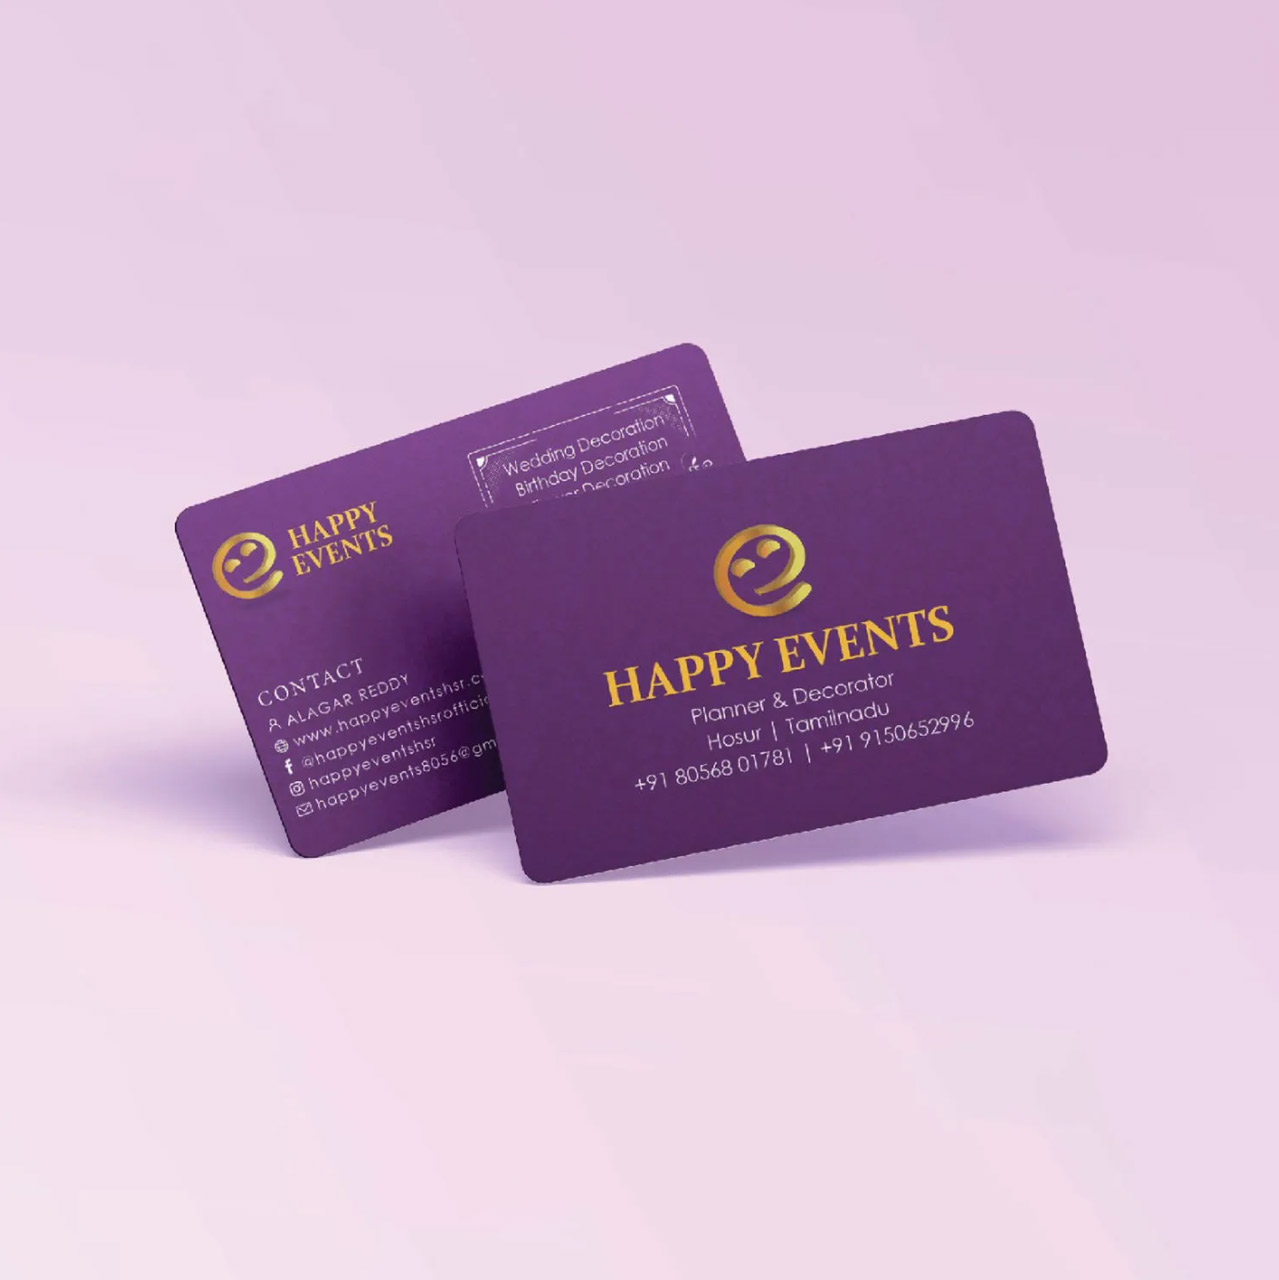 HAPPY
EVENTS
Wedding Decoration
Birthday Decoration
Decoration
CONTACT
ALAGAR REDDY
www.happyeventshsr.c
@happyeventshsrofficia
happyeventshsr
happyevents8056@gm
HAPPY EVENTS
Planner & Decorator
Hosur | Tamilnadu
+91 80568 01781 | +91 9150652996